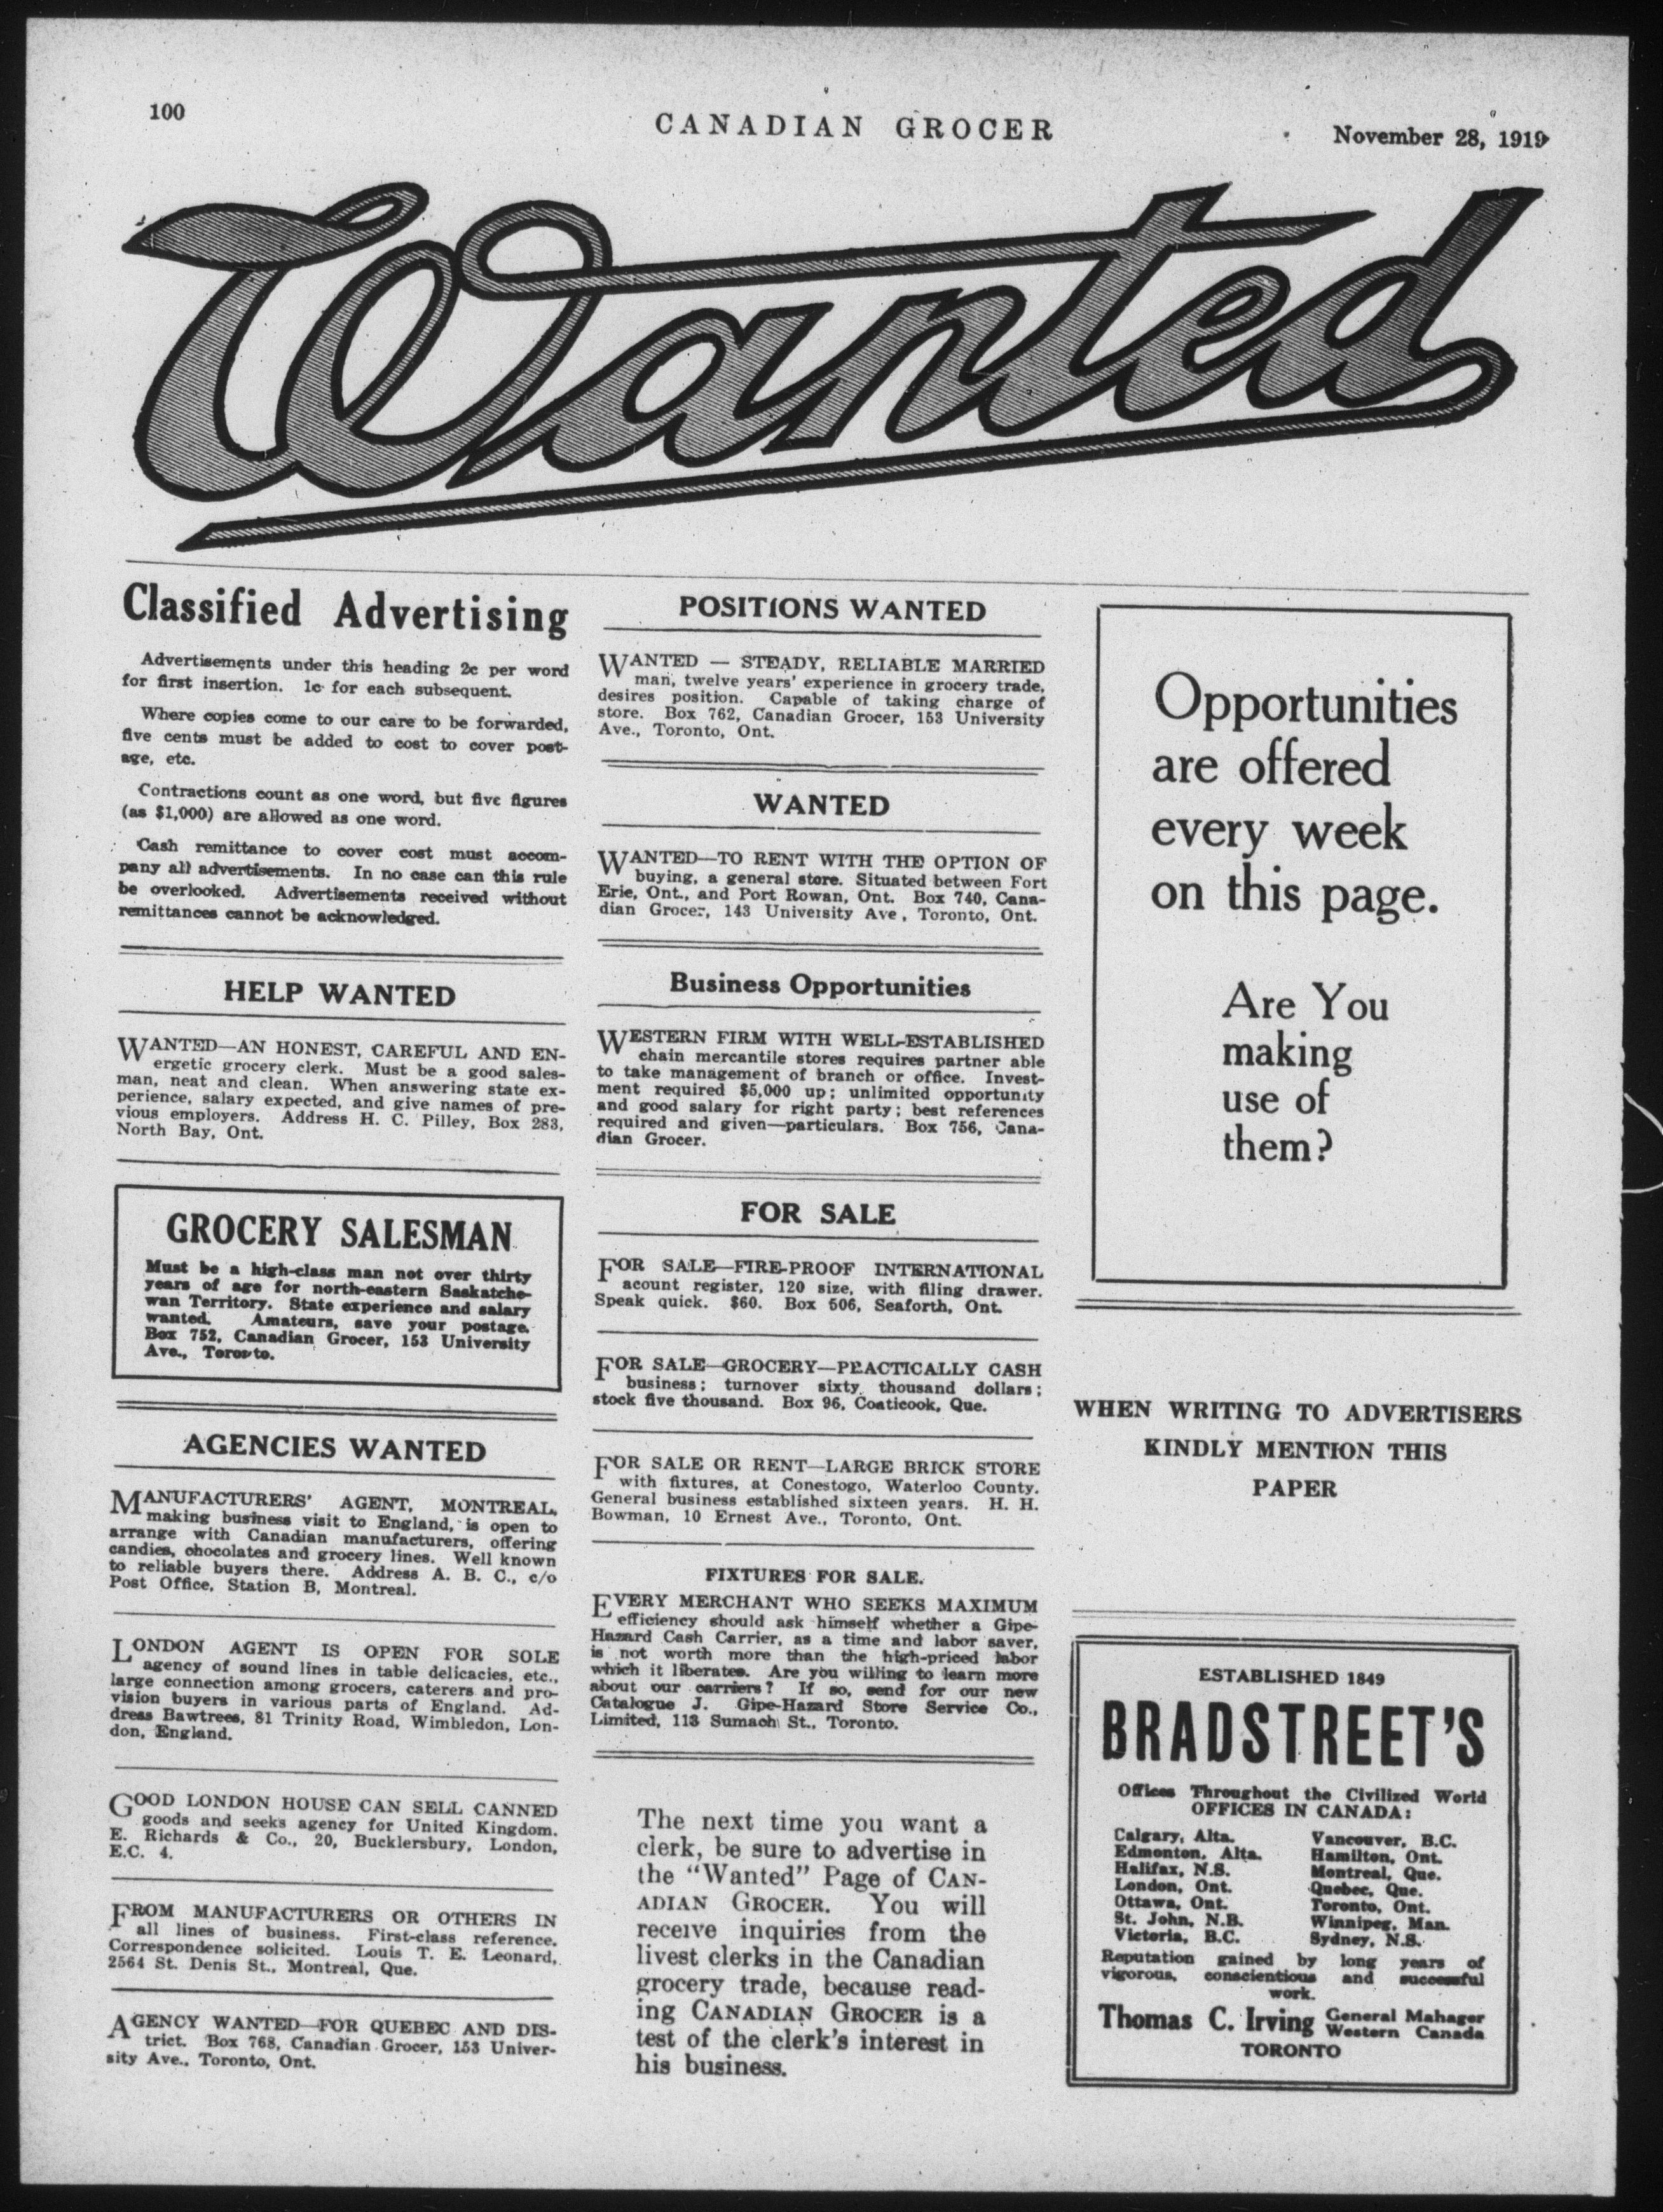 100
CANADIAN GROCER
November 28, 1919
Wanted
Classified Advertising
Advertisements under this heading 2c per word
for first insertion. 1c for each subsequent.
Where copies come to our care to be forwarded,
five cents must be added to cost to cover post-
age, etc.
Contractions count as one word, but five figures
(as $1,000) are allowed as one word.
Cash remittance to cover cost must accom-
pany all advertisements. In no case can this rule
be overlooked. Advertisements received without
remittances cannot be acknowledged.
HELP WANTED
WANTED—AN HONEST, CAREFUL AND EN-
ergetic grocery clerk. Must be a good sales-
man, neat and clean. When answering state ex-
perience, salary expected, and give names of pre-
vious employers. Address H. C. Pilley, Box 283,
North Bay, Ont.
GROCERY SALESMAN
Must be a high-class man not over thirty
years of age for north-eastern Saskatche-
wan Territory. State experience and salary
wanted. Amateurs, save your postage.
Box 752, Canadian Grocer, 153 University
Ave., Toronto.
AGENCIES WANTED
MANUFACTURERS' AGENT, MONTREAL,
making business visit to England, is open to
arrange with Canadian manufacturers, offering
candies, chocolates and grocery lines. Well known
to reliable buyers there. Address A. B. C., c/o
Post Office, Station B, Montreal.
LONDON AGENT IS OPEN FOR SOLE
agency of sound lines in table delicacies, etc.,
large connection among grocers, caterers and pro-
vision buyers in various parts of England. Ad-
dress Bawtrees, 81 Trinity Road, Wimbledon, Lon-
don, England.
GOOD LONDON HOUSE CAN SELL CANNED
goods and seeks agency for United Kingdom.
E. Richards & Co., 20, Bucklersbury, London,
E.C. 4.
FROM MANUFACTURERS OR OTHERS IN
all lines of business. First-class reference.
Correspondence solicited. Louis T. E. Leonard,
2564 St. Denis St., Montreal, Que.
AGENCY WANTED—FOR QUEBEC AND DIS-
trict. Box 768, Canadian Grocer, 153 Univer-
sity Ave., Toronto, Ont.
POSITIONS WANTED
WANTED — STEADY, RELIABLE MARRIED
man, twelve years' experience in grocery trade,
desires position. Capable of taking charge of
store. Box 762, Canadian Grocer, 153 University
Ave., Toronto, Ont.
WANTED
WANTED—TO RENT WITH THE OPTION OF
buying, a general store. Situated between Fort
Erie, Ont., and Port Rowan, Ont. Box 740, Cana-
dian Grocer, 143 University Ave, Toronto, Ont.
Business Opportunities
WESTERN FIRM WITH WELL-ESTABLISHED
chain mercantile stores requires partner able
to take management of branch or office. Invest-
ment required $5,000 up; unlimited opportunity
and good salary for right party; best references
required and given—particulars. Box 756, Cana-
dian Grocer.
FOR SALE
FOR SALE—FIRE-PROOF INTERNATIONAL
acount register, 120 size, with filing drawer.
Speak quick. $60. Box 506, Seaforth, Ont.
FOR SALE—GROCERY—PRACTICALLY CASH
business; turnover sixty thousand dollars;
stock five thousand. Box 96, Coaticook, Que.
FOR SALE OR RENT—LARGE BRICK STORE
with fixtures, at Conestogo, Waterloo County.
General business established sixteen years. H. H.
Bowman, 10 Ernest Ave., Toronto, Ont.
FIXTURES FOR SALE.
EVERY MERCHANT WHO SEEKS MAXIMUM
efficiency should ask himself whether a Gipe-
Hazard Cash Carrier, as a time and labor saver,
is not worth more than the high-priced labor
which it liberates. Are you willing to learn more
about our carriers? If so, send for our new
Catalogue J. Gipe-Hazard Store Service Co.,
Limited, 113 Sumach St., Toronto.
The next time you want a
clerk, be sure to advertise in
the "Wanted" Page of CAN-
ADIAN GROCER. You will
receive inquiries from the
livest clerks in the Canadian
grocery trade, because read-
ing CANADIAN GROCER is a
test of the clerk's interest in
his business.
Opportunities
are offered
every week
on this page.
Are You
making
use of
them?
WHEN WRITING TO ADVERTISERS
KINDLY MENTION THIS
PAPER
ESTABLISHED 1849
BRADSTREET'S
Offices Throughout the Civilized World
OFFICES IN CANADA:
Calgary, Alta. Vancouver, B.C.
Edmonton, Alta. Hamilton, Ont.
Halifax, N.S. Montreal, Que.
London, Ont. Quebec, Que.
Ottawa, Ont. Toronto, Ont.
St. John, N.B. Winnipeg, Man.
Victoria, B.C. Sydney, N.S.
Reputation gained by long years of
vigorous, conscientious and successful
work.
Thomas C. Irving General Manager
Western Canada
TORONTO